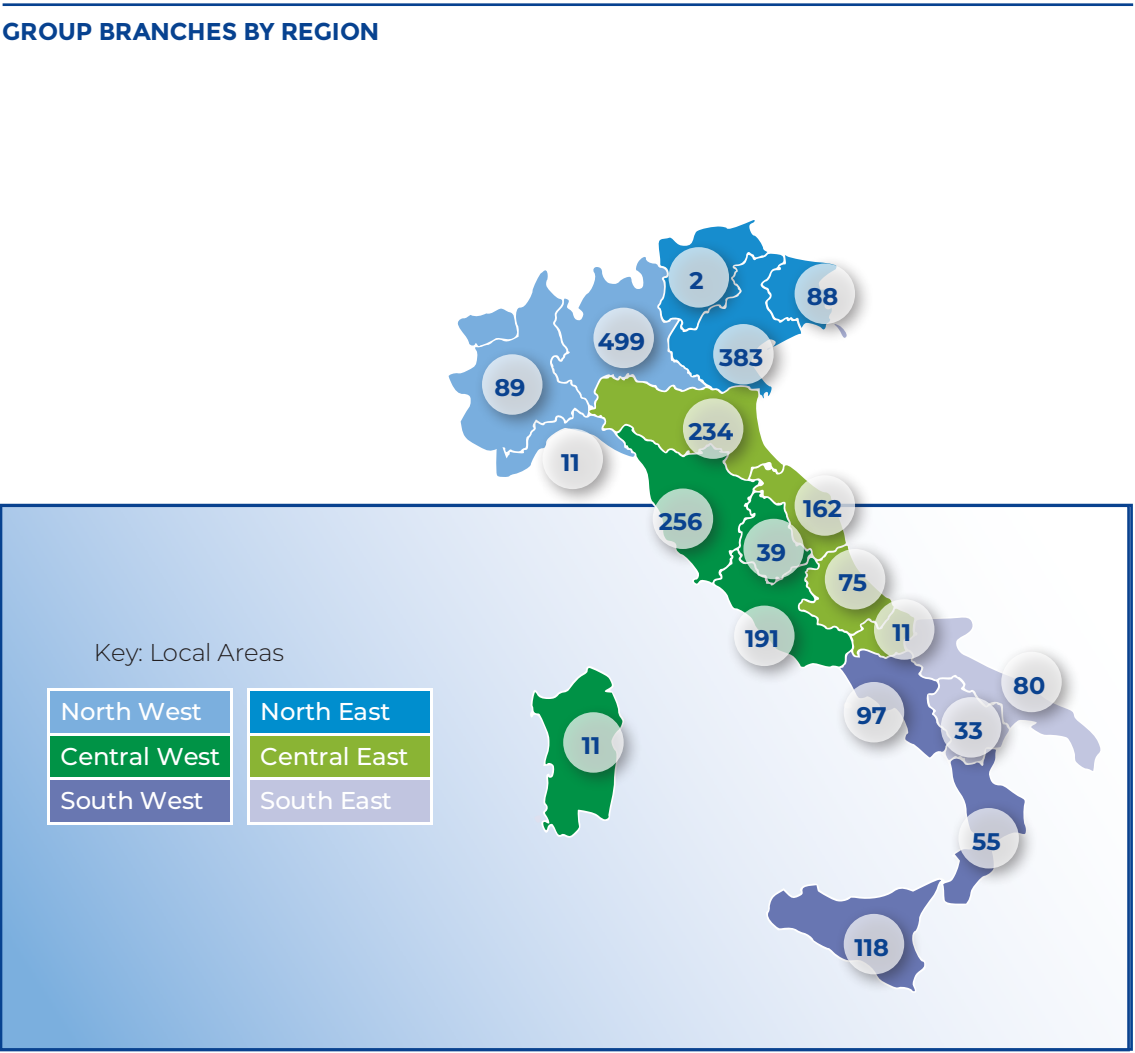 GROUP BRANCHES BY REGION
2
88
499
383
89
234
11
162
256
39
75
11
191
80
97
33
11
55
118
Key: Local Areas
North West
North East
Central West
Central East
South West
South East